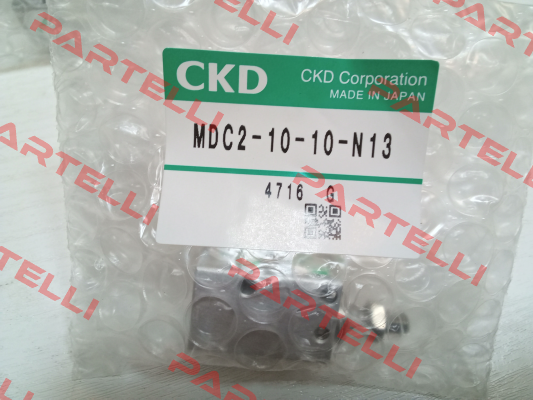 CKD
CKD Corporation
MADE IN JAPAN
MDC2-10-10-N13
4716 G
PARTELLI
PARTELLI
PARTELLI
PARTELLI
PARTELLI
PARTELLI